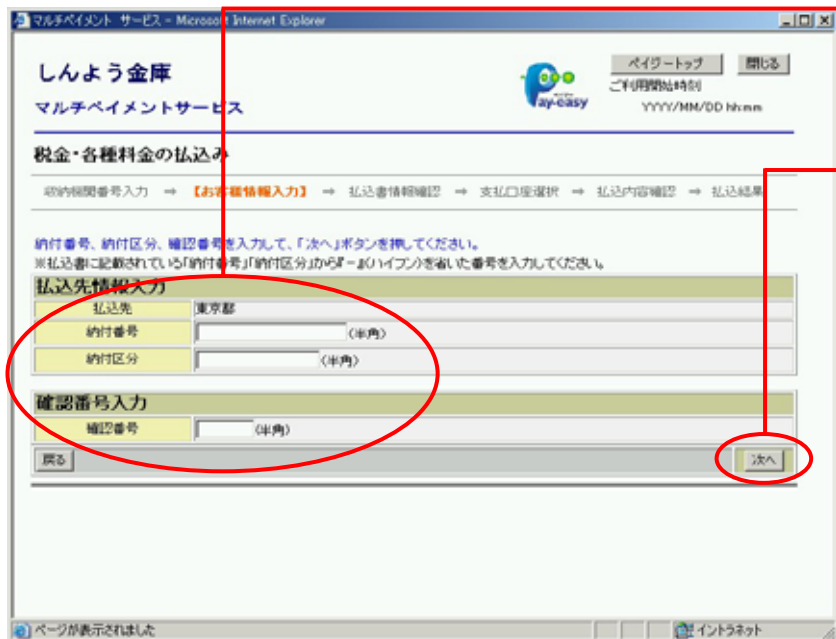 マルチペイメント サービス - Microsoft Internet Explorer
しんよう金庫
マルチペイメントサービス
Pay-easy
ペイジートップ 閉じる
ご利用開始時刻
YYYY/MM/DD hh:mm
税金・各種料金の払込み
収納機関番号入力 ⇒ 【お客様情報入力】 ⇒ 払込書情報確認 ⇒ 支払口座選択 ⇒ 払込内容確認 ⇒ 払込結果
納付番号、納付区分、確認番号を入力して、「次へ」ボタンを押してください。
※払込書に記載されている「納付番号」「納付区分」から『-』(ハイフン)を省いた番号を入力してください。
払込先情報入力
払込先 東京都
納付番号 (半角)
納付区分 (半角)
確認番号入力
確認番号 (半角)
戻る 次へ
ページが表示されました イントラネット